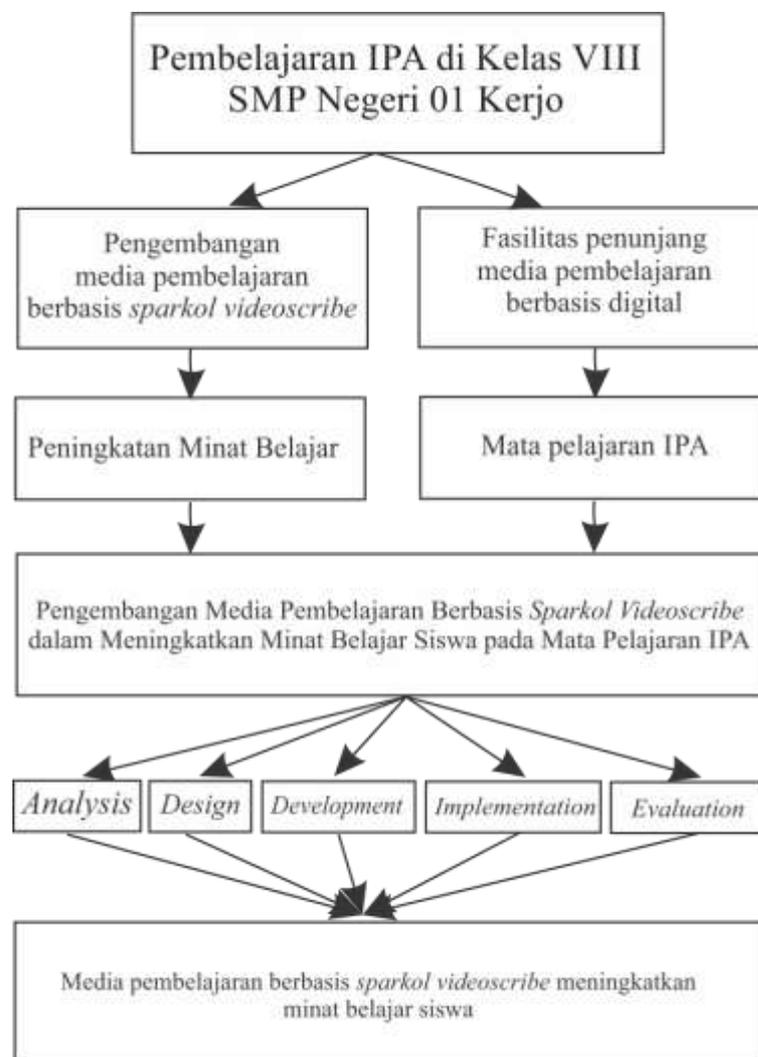 Pembelajaran IPA di Kelas VIII
SMP Negeri 01 Kerjo
Pengembangan
media pembelajaran
berbasis sparkol videoscribe
Fasilitas penunjang
media pembelajaran
berbasis digital
Peningkatan Minat Belajar
Mata pelajaran IPA
Pengembangan Media Pembelajaran Berbasis Sparkol Videoscribe
dalam Meningkatkan Minat Belajar Siswa pada Mata Pelajaran IPA
Analysis
Design
Development
Implementation
Evaluation
Media pembelajaran berbasis sparkol videoscribe meningkatkan
minat belajar siswa